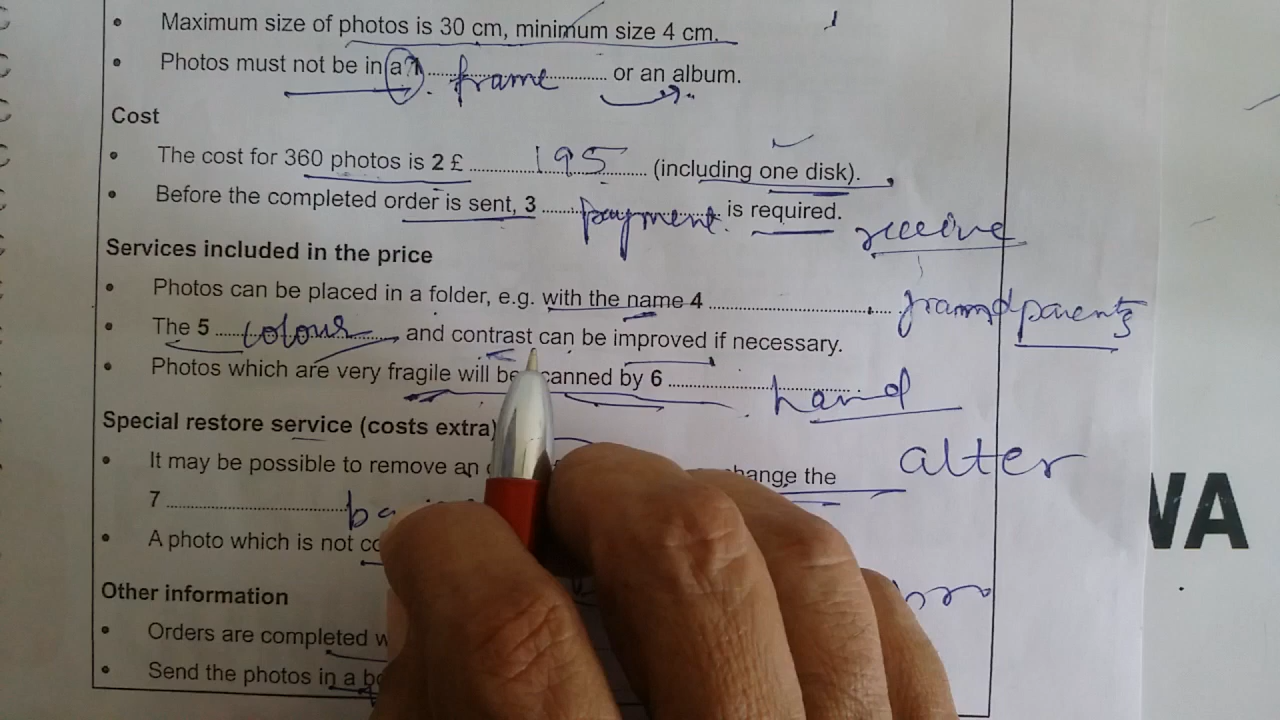 • Maximum size of photos is 30 cm, minimum size 4 cm.
• Photos must not be in a 1 frame or an album.
Cost
• The cost for 360 photos is 2 £ 195 (including one disk).
• Before the completed order is sent, 3 payment is required.
receive
Services included in the price
• Photos can be placed in a folder, e.g. with the name 4 grandparents
• The 5 colour and contrast can be improved if necessary.
• Photos which are very fragile will be scanned by 6 hand
Special restore service (costs extra)
• It may be possible to remove an change the alter
7
• A photo which is not
Other information
• Orders are completed
• Send the photos in a
WA